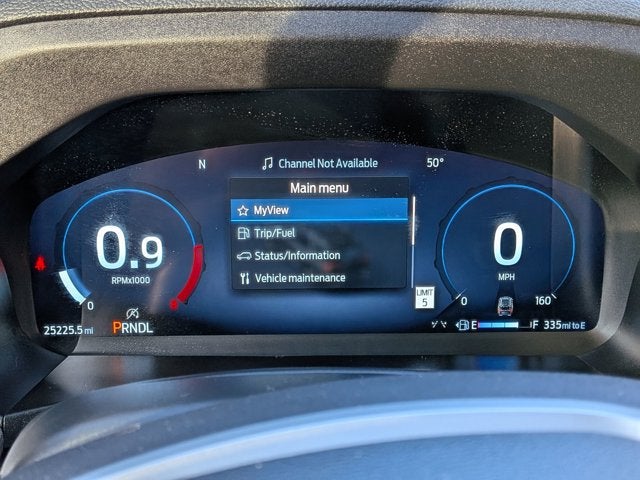 N Channel Not Available 50°
Main menu
MyView
Trip/Fuel
Status/Information
Vehicle maintenance
0.9
RPMx1000
0
0
MPH
0 160
LIMIT
5
25225.5 mi PRNDL
E F 335 mi to E